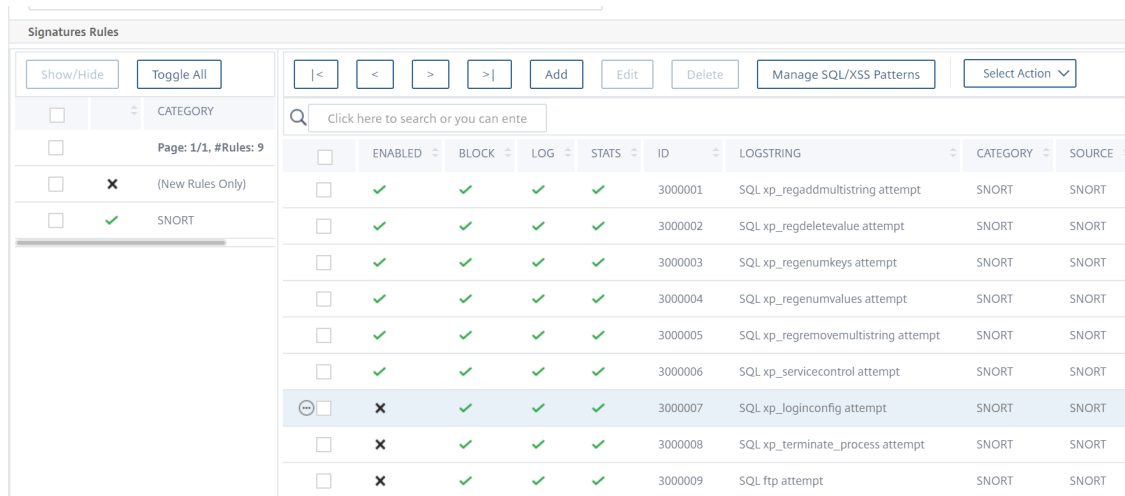 Signatures Rules
Show/Hide Toggle All
|< < > >| Add Edit Delete Manage SQL/XSS Patterns Select Action
CATEGORY
Page: 1/1, #Rules: 9
(New Rules Only)
SNORT
Click here to search or you can ente
ENABLED BLOCK LOG STATS ID LOGSTRING CATEGORY SOURCE
3000001 SQL xp_regaddmultistring attempt SNORT SNORT
3000002 SQL xp_regdeletevalue attempt SNORT SNORT
3000003 SQL xp_regenumkeys attempt SNORT SNORT
3000004 SQL xp_regenumvalues attempt SNORT SNORT
3000005 SQL xp_regremovemultistring attempt SNORT SNORT
3000006 SQL xp_servicecontrol attempt SNORT SNORT
3000007 SQL xp_loginconfig attempt SNORT SNORT
3000008 SQL xp_terminate_process attempt SNORT SNORT
3000009 SQL ftp attempt SNORT SNORT